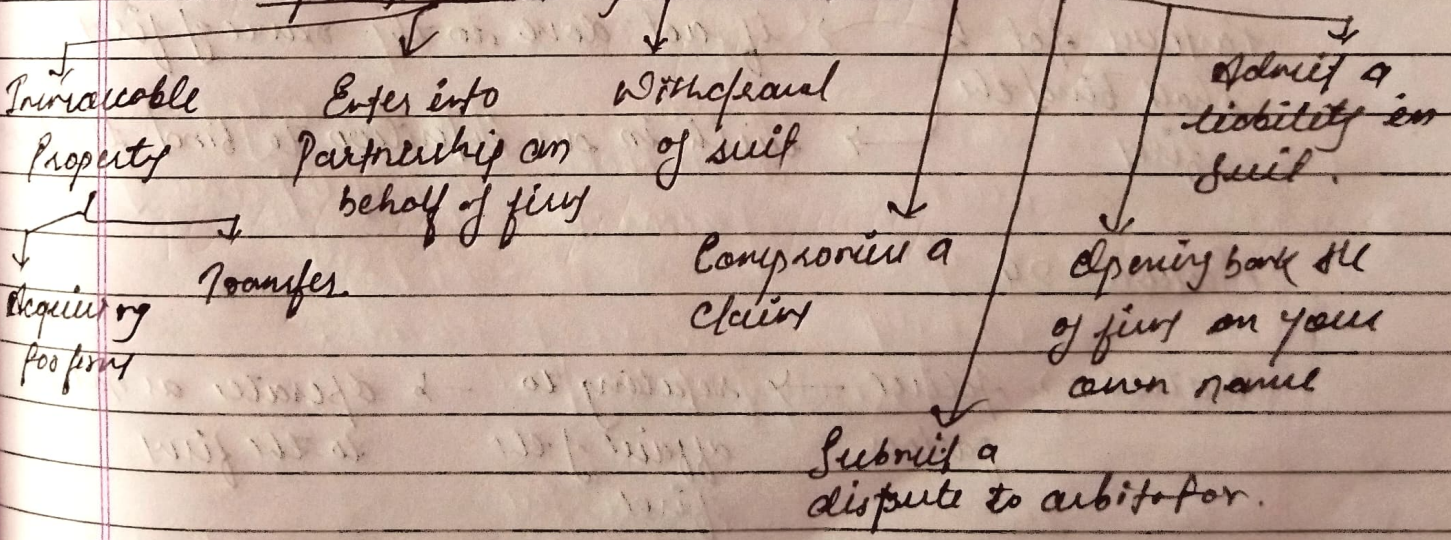 Immovable
Property
Acquiring
for firm
Transfer.
Enter into
Partnership on
behalf of firm
Withdrawal
of suit
Compromise a
claim
Submit a
dispute to arbitrator.
Opening bank A/c
of firm on your
own name
Admit a
liability in
suit.